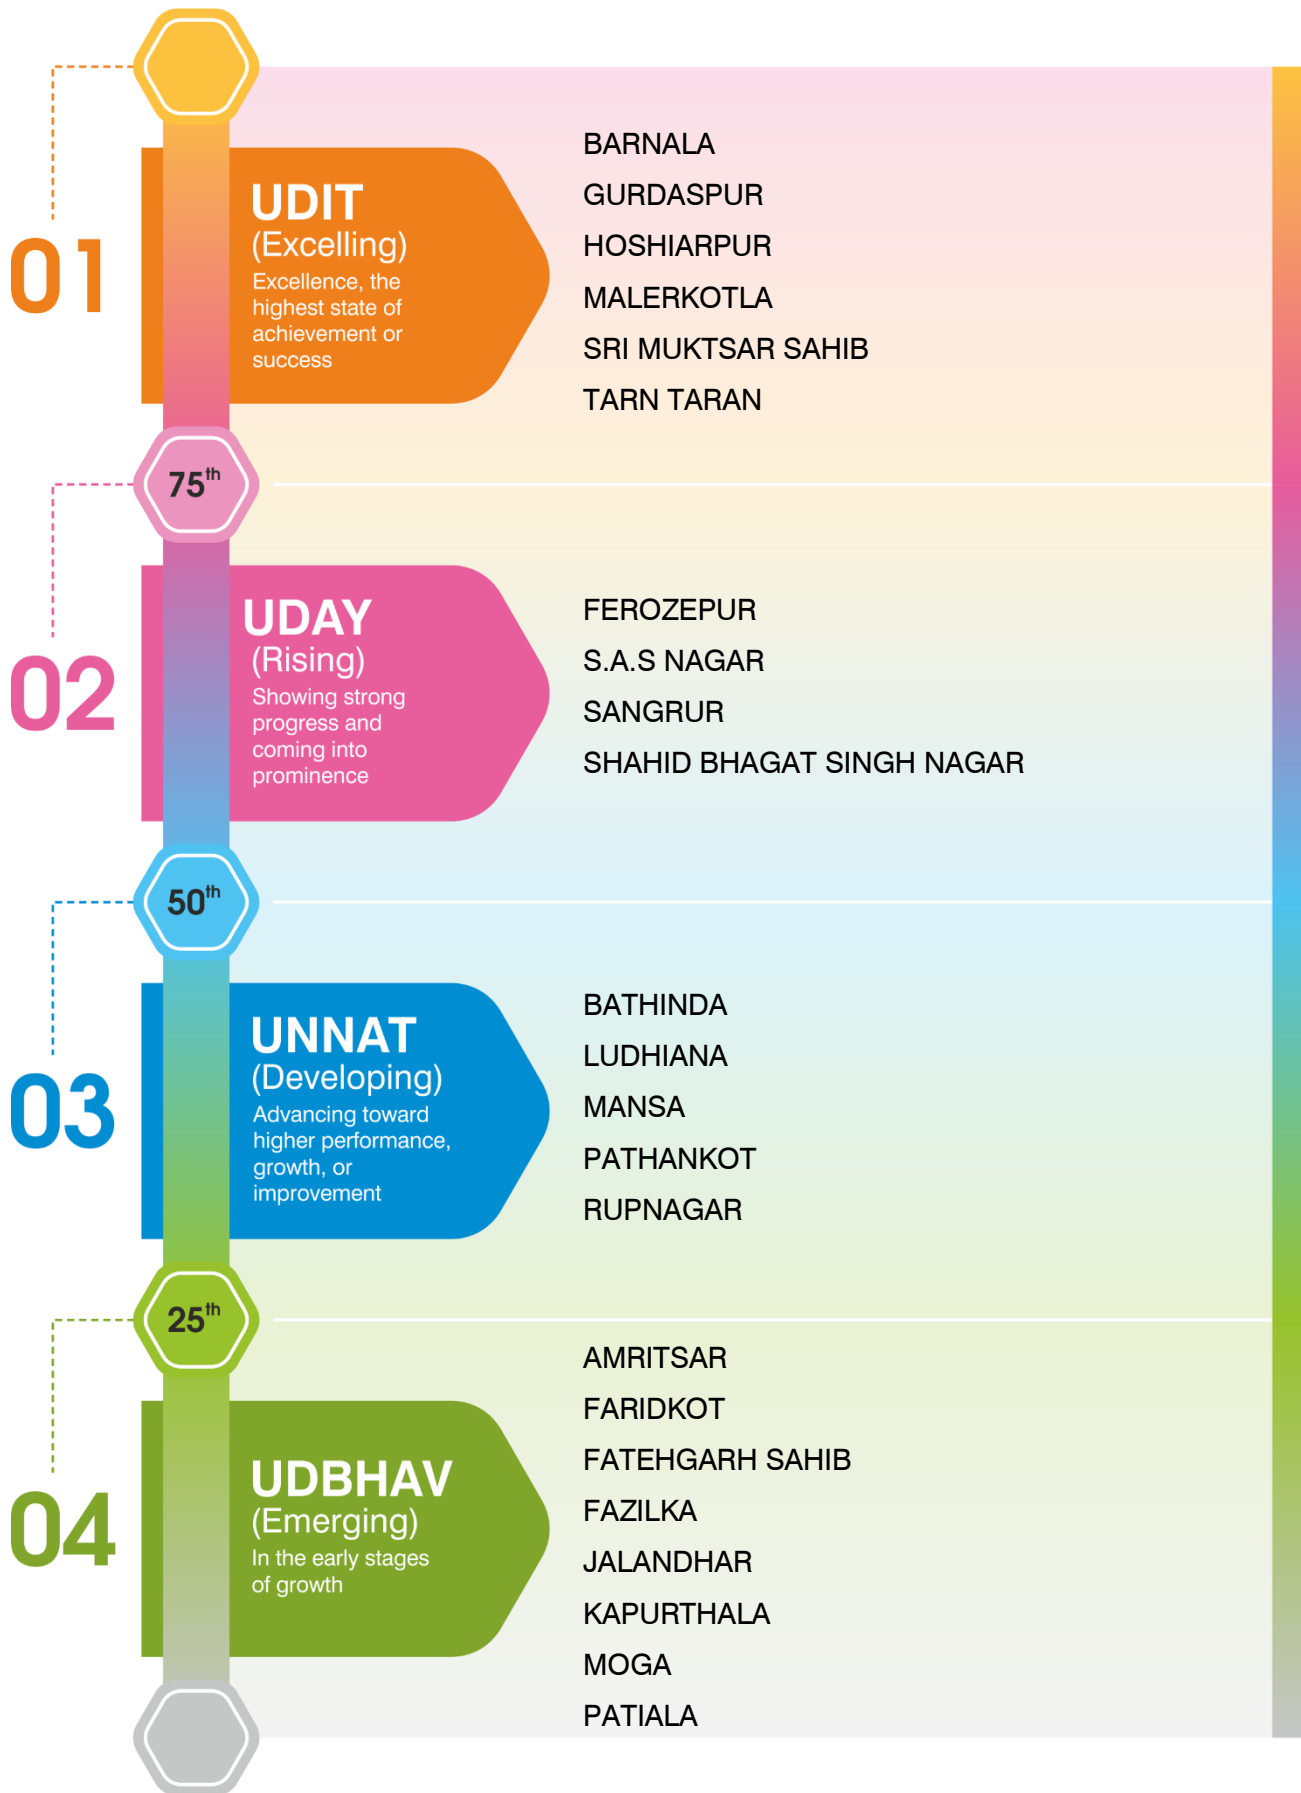 01
UDIT
(Excelling)
Excellence, the
highest state of
achievement or
success
BARNALA
GURDASPUR
HOSHIARPUR
MALERKOTLA
SRI MUKTSAR SAHIB
TARN TARAN
75th
02
UDAY
(Rising)
Showing strong
progress and
coming into
prominence
FEROZEPUR
S.A.S NAGAR
SANGRUR
SHAHID BHAGAT SINGH NAGAR
50th
03
UNNAT
(Developing)
Advancing toward
higher performance,
growth, or
improvement
BATHINDA
LUDHIANA
MANSA
PATHANKOT
RUPNAGAR
25th
04
UDBHAV
(Emerging)
In the early stages
of growth
AMRITSAR
FARIDKOT
FATEHGARH SAHIB
FAZILKA
JALANDHAR
KAPURTHALA
MOGA
PATIALA